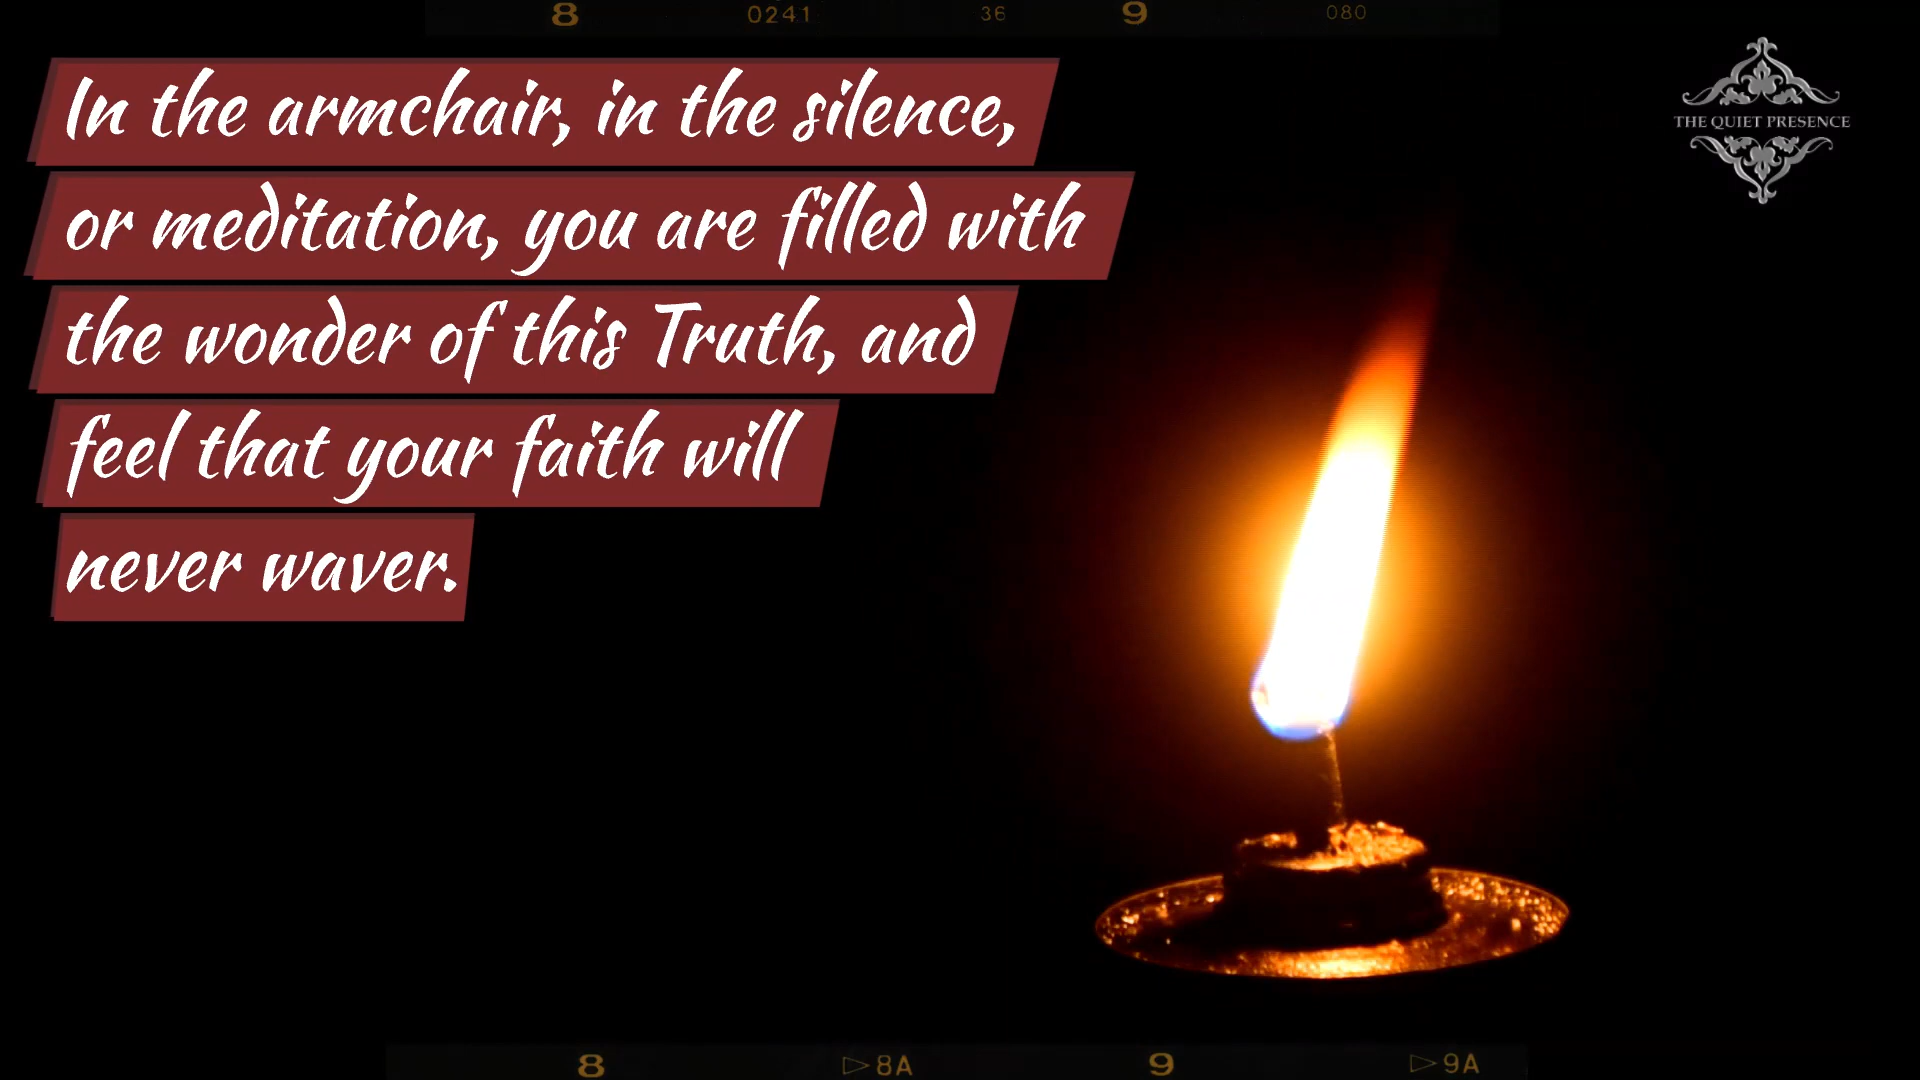 8 0241 36 9 080
THE QUIET PRESENCE
In the armchair, in the silence,
or meditation, you are filled with
the wonder of this Truth, and
feel that your faith will
never waver.
8 ▷8A 9 ▷9A